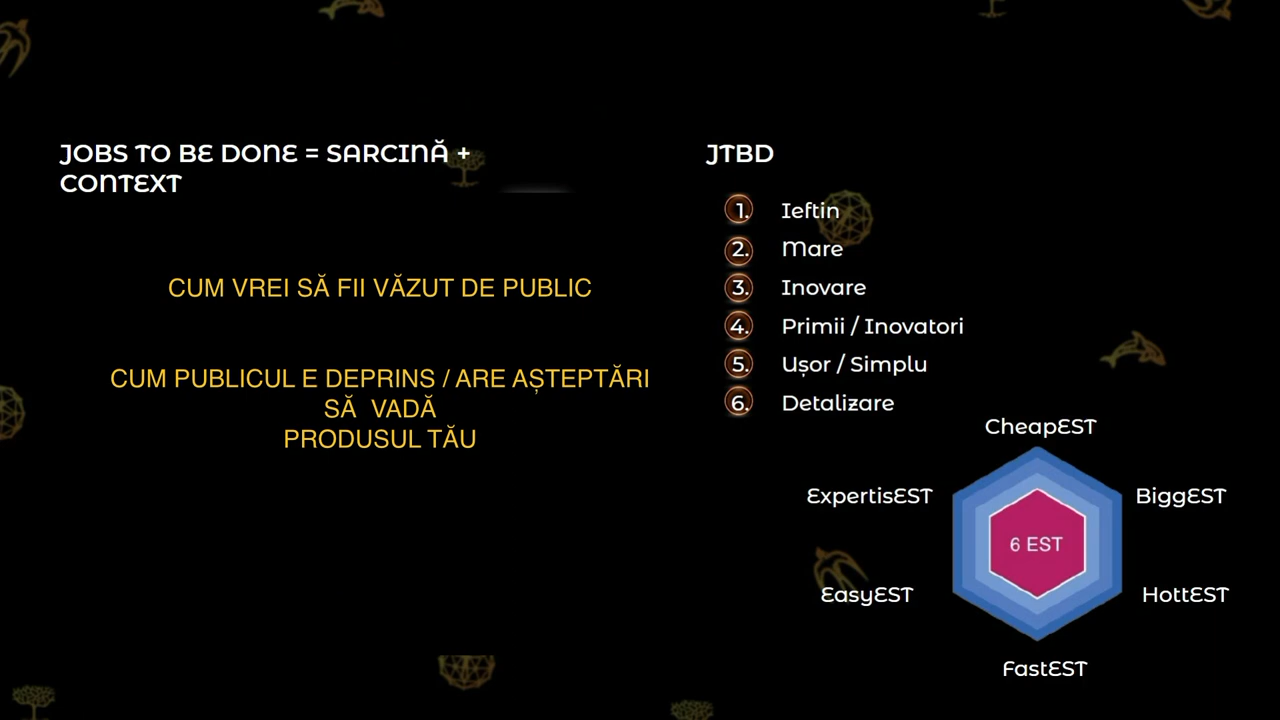 JOBS TO BE DONE = SARCINĂ +
CONTEXT
CUM VREI SĂ FII VĂZUT DE PUBLIC
CUM PUBLICUL E DEPRINS / ARE AȘTEPTĂRI
SĂ VADĂ
PRODUSUL TĂU
JTBD
1. Ieftin
2. Mare
3. Inovare
4. Primii / Inovatori
5. Ușor / Simplu
6. Detalizare
CheapEST
ExpertisEST
BiggEST
6 EST
EasyEST
HottEST
FastEST